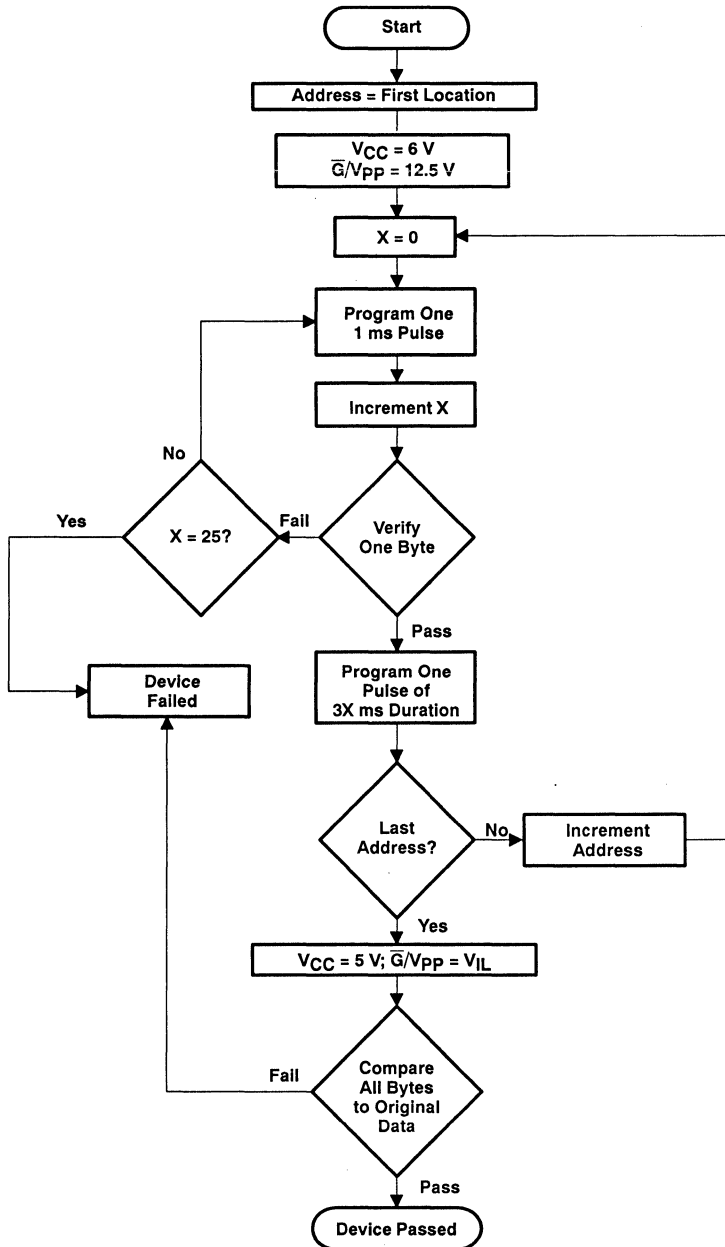 Start
Address = First Location
VCC = 6 V
G̅/VPP = 12.5 V
X = 0
Program One
1 ms Pulse
Increment X
No
Yes
X = 25?
Fail
Verify
One Byte
Pass
Device
Failed
Program One
Pulse of
3X ms Duration
Last
Address?
No
Increment
Address
Yes
VCC = 5 V; G̅/VPP = VIL
Fail
Compare
All Bytes
to Original
Data
Pass
Device Passed